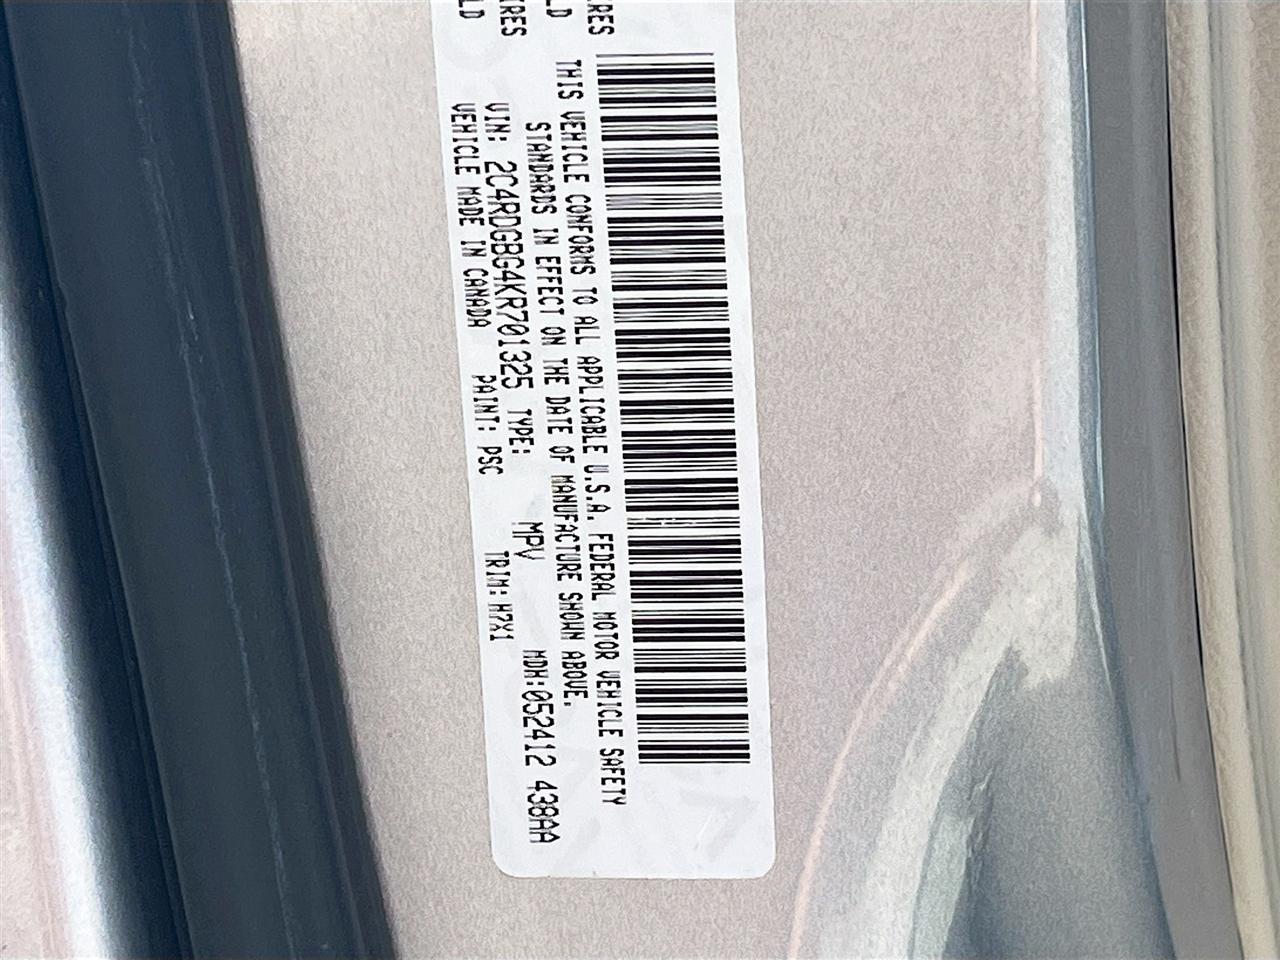 THIS VEHICLE CONFORMS TO ALL APPLICABLE U.S.A. FEDERAL MOTOR VEHICLE SAFETY
STANDARDS IN EFFECT ON THE DATE OF MANUFACTURE SHOWN ABOVE.
VIN: 2C4RDGBG4KR701325 TYPE: MPV MDH:052412 438AA
VEHICLE MADE IN CANADA PAINT: PSC TRIM: H7X1